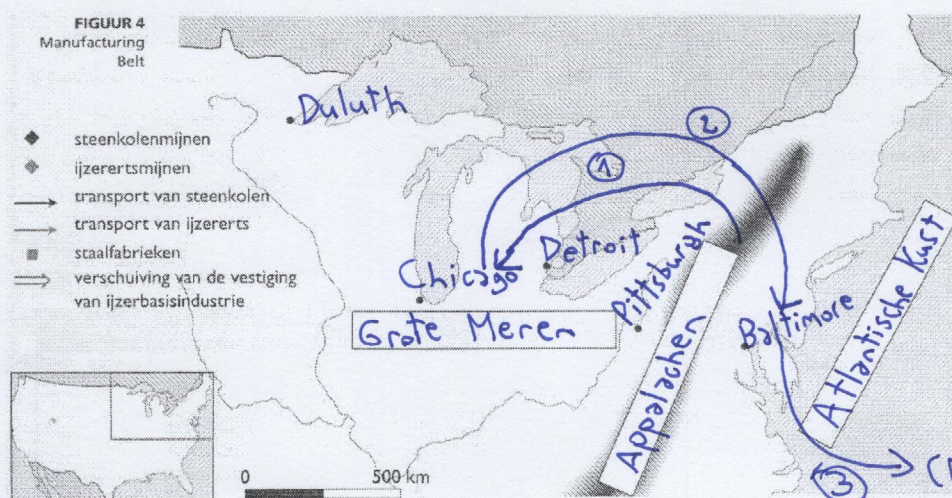 FIGUUR 4
Manufacturing
Belt
steenkolenmijnen
ijzerertsmijnen
transport van steenkolen
transport van ijzererts
staalfabrieken
verschuiving van de vestiging
van ijzerbasisindustrie
Duluth
2
1
Detroit
Chicago
Grote Meren
Pittsburgh
Appalachen
Baltimore
Atlantische Kust
3
0
500 km